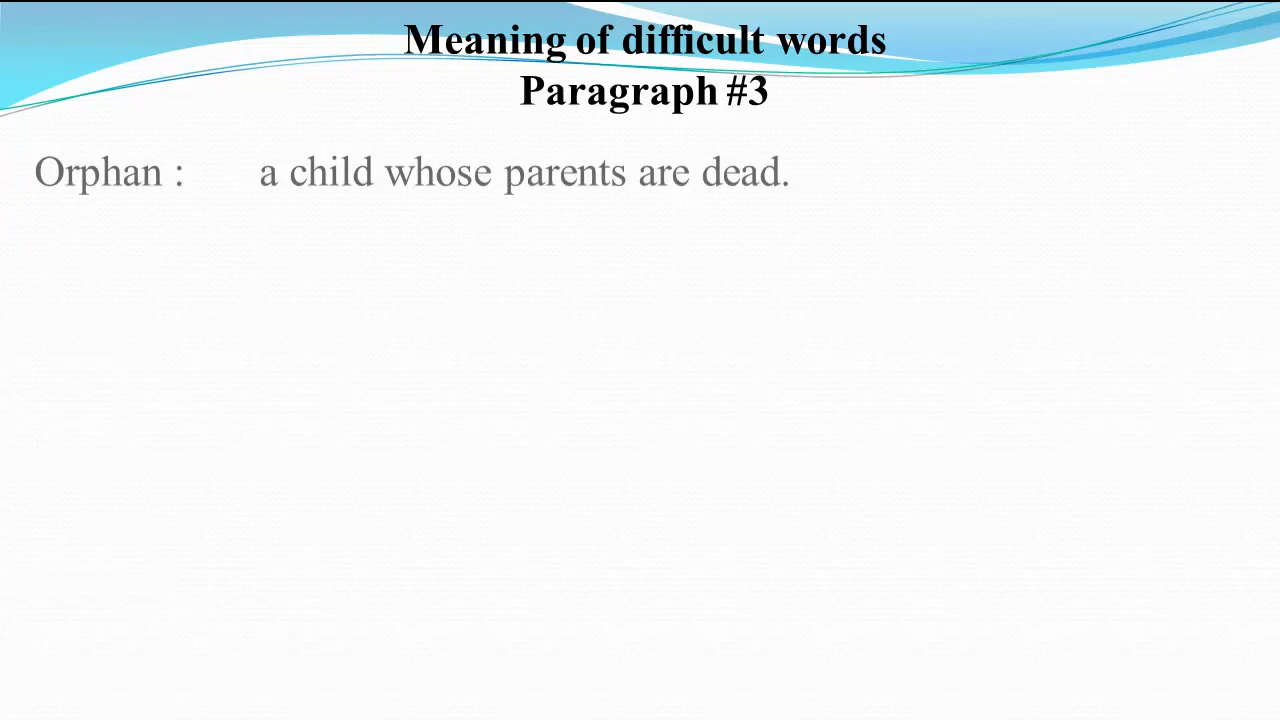 Meaning of difficult words
Paragraph #3
Orphan : a child whose parents are dead.